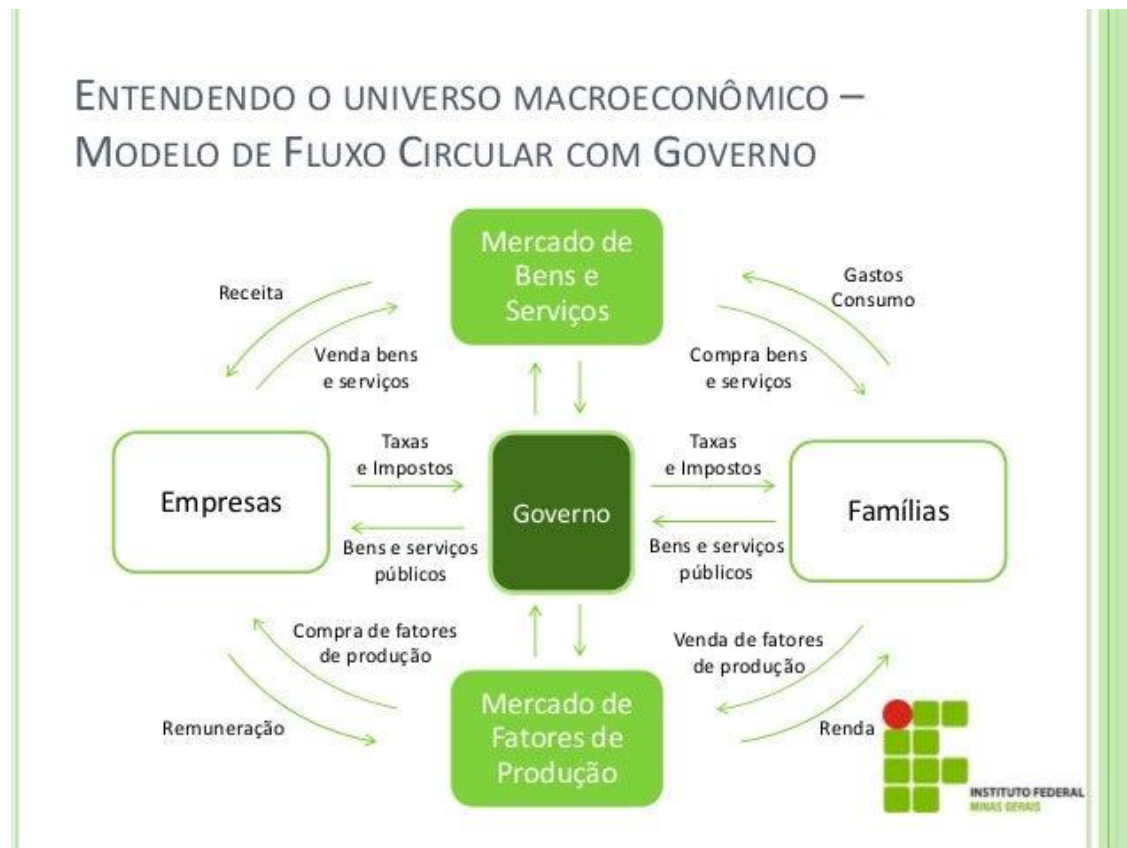 ENTENDENDO O UNIVERSO MACROECONÔMICO –
MODELO DE FLUXO CIRCULAR COM GOVERNO
Mercado de
Bens e
Serviços
Receita
Gastos
Consumo
Venda bens
e serviços
Compra bens
e serviços
Empresas
Taxas
e Impostos
Bens e serviços
públicos
Governo
Taxas
e Impostos
Bens e serviços
públicos
Famílias
Compra de fatores
de produção
Venda de fatores
de produção
Remuneração
Mercado de
Fatores de
Produção
Renda
INSTITUTO FEDERAL
MINAS GERAIS